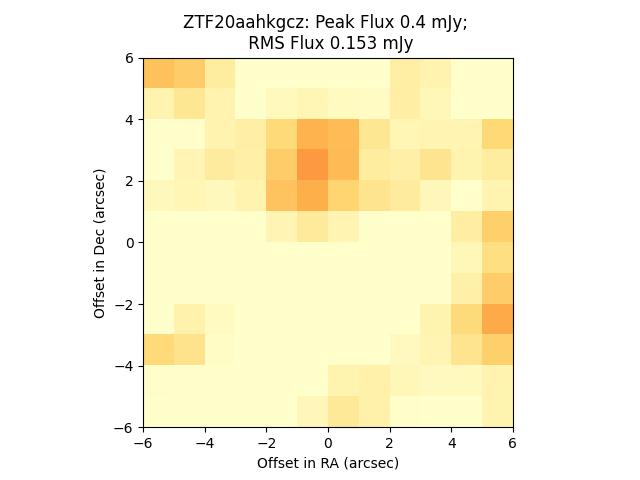 ZTF20aahkgcz: Peak Flux 0.4 mJy;
RMS Flux 0.153 mJy
6
4
2
0
−2
−4
−6
Offset in Dec (arcsec)
−6 −4 −2 0 2 4 6
Offset in RA (arcsec)